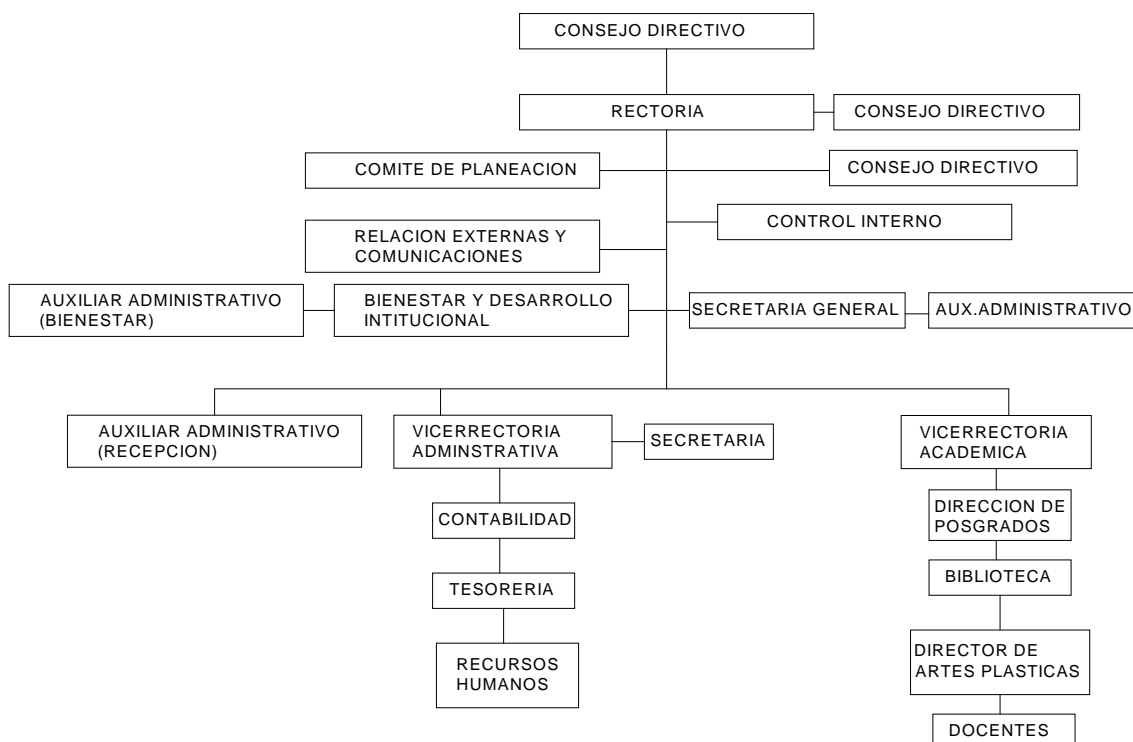 CONSEJO DIRECTIVO
RECTORIA
CONSEJO DIRECTIVO
COMITE DE PLANEACION
CONSEJO DIRECTIVO
CONTROL INTERNO
RELACION EXTERNAS Y
COMUNICACIONES
AUXILIAR ADMINISTRATIVO
(BIENESTAR)
BIENESTAR Y DESARROLLO
INTITUCIONAL
SECRETARIA GENERAL
AUX.ADMINISTRATIVO
AUXILIAR ADMINISTRATIVO
(RECEPCION)
VICERRECTORIA
ADMINSTRATIVA
SECRETARIA
VICERRECTORIA
ACADEMICA
CONTABILIDAD
DIRECCION DE
POSGRADOS
TESORERIA
BIBLIOTECA
RECURSOS
HUMANOS
DIRECTOR DE
ARTES PLASTICAS
DOCENTES